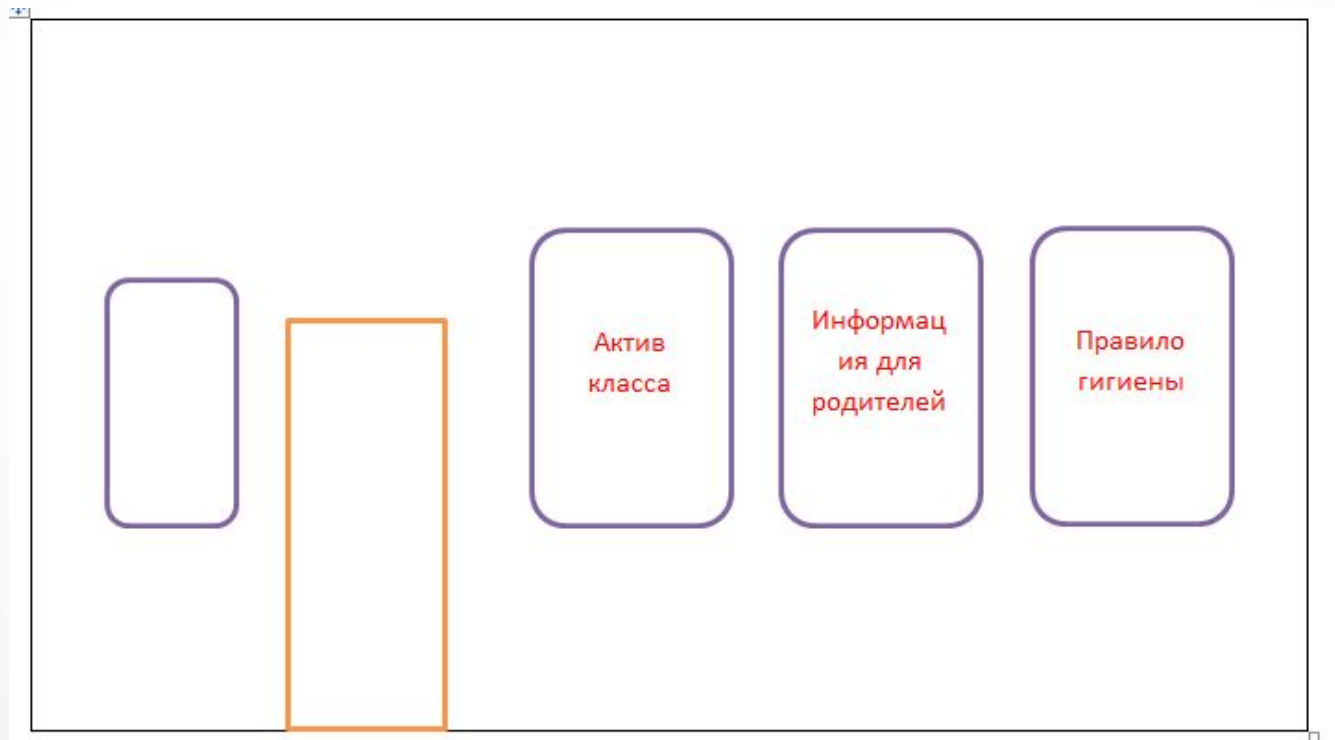 Актив
класса
Информац
ия для
родителей
Правило
гигиены